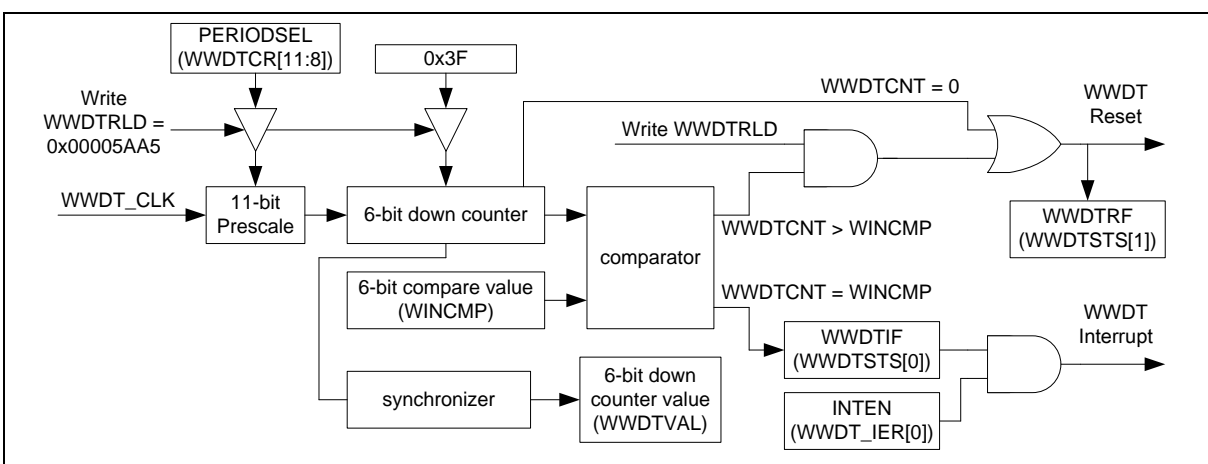 PERIODSEL
(WWDTCR[11:8])
0x3F
Write
WWDTRLD =
0x00005AA5
WWDTCNT = 0
WWDT
Reset
Write WWDTRLD
WWDT_CLK
11-bit
Prescale
6-bit down counter
WWDTCNT > WINCMP
WWDTRF
(WWDTSTS[1])
comparator
6-bit compare value
(WINCMP)
WWDTCNT = WINCMP
WWDT
Interrupt
WWDTIF
(WWDTSTS[0])
synchronizer
6-bit down
counter value
(WWDTVAL)
INTEN
(WWDT_IER[0])